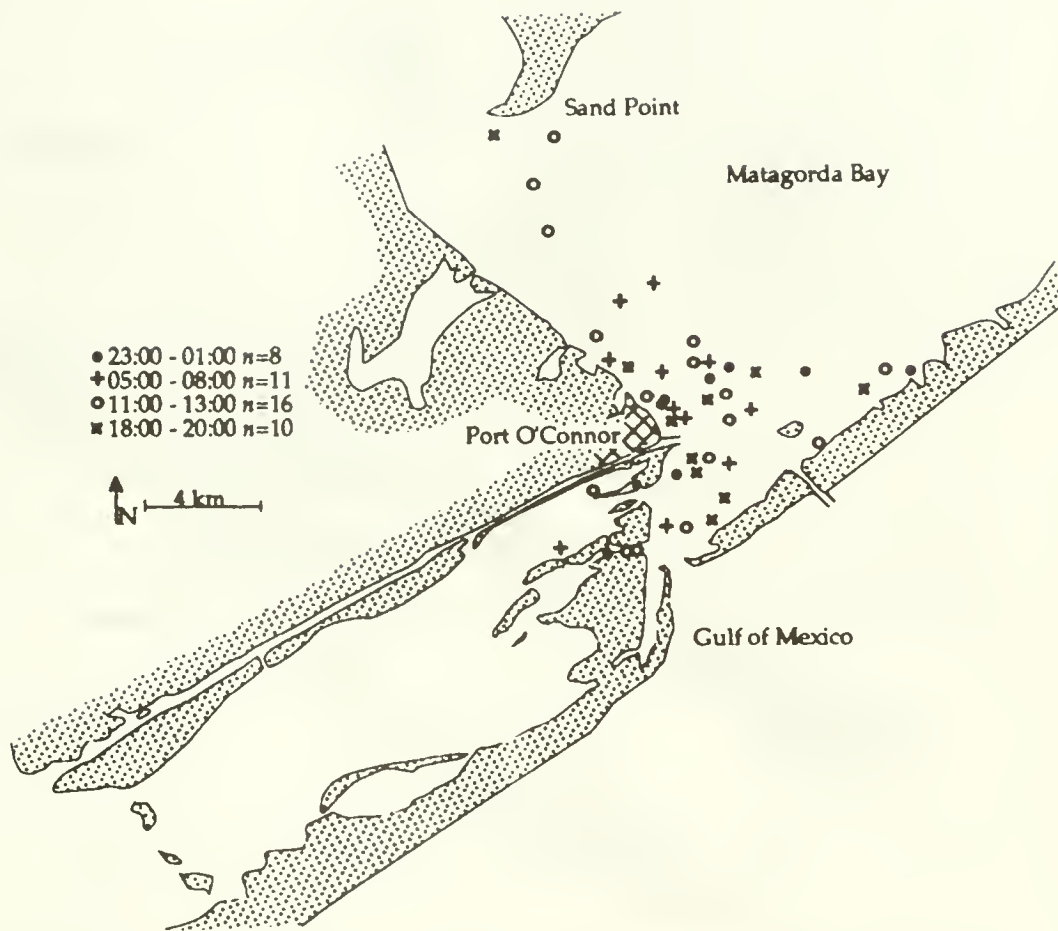 Sand Point
Matagorda Bay
● 23:00 - 01:00 n=8
+ 05:00 - 08:00 n=11
o 11:00 - 13:00 n=16
✖ 18:00 - 20:00 n=10
Port O'Connor
N
4 km
Gulf of Mexico